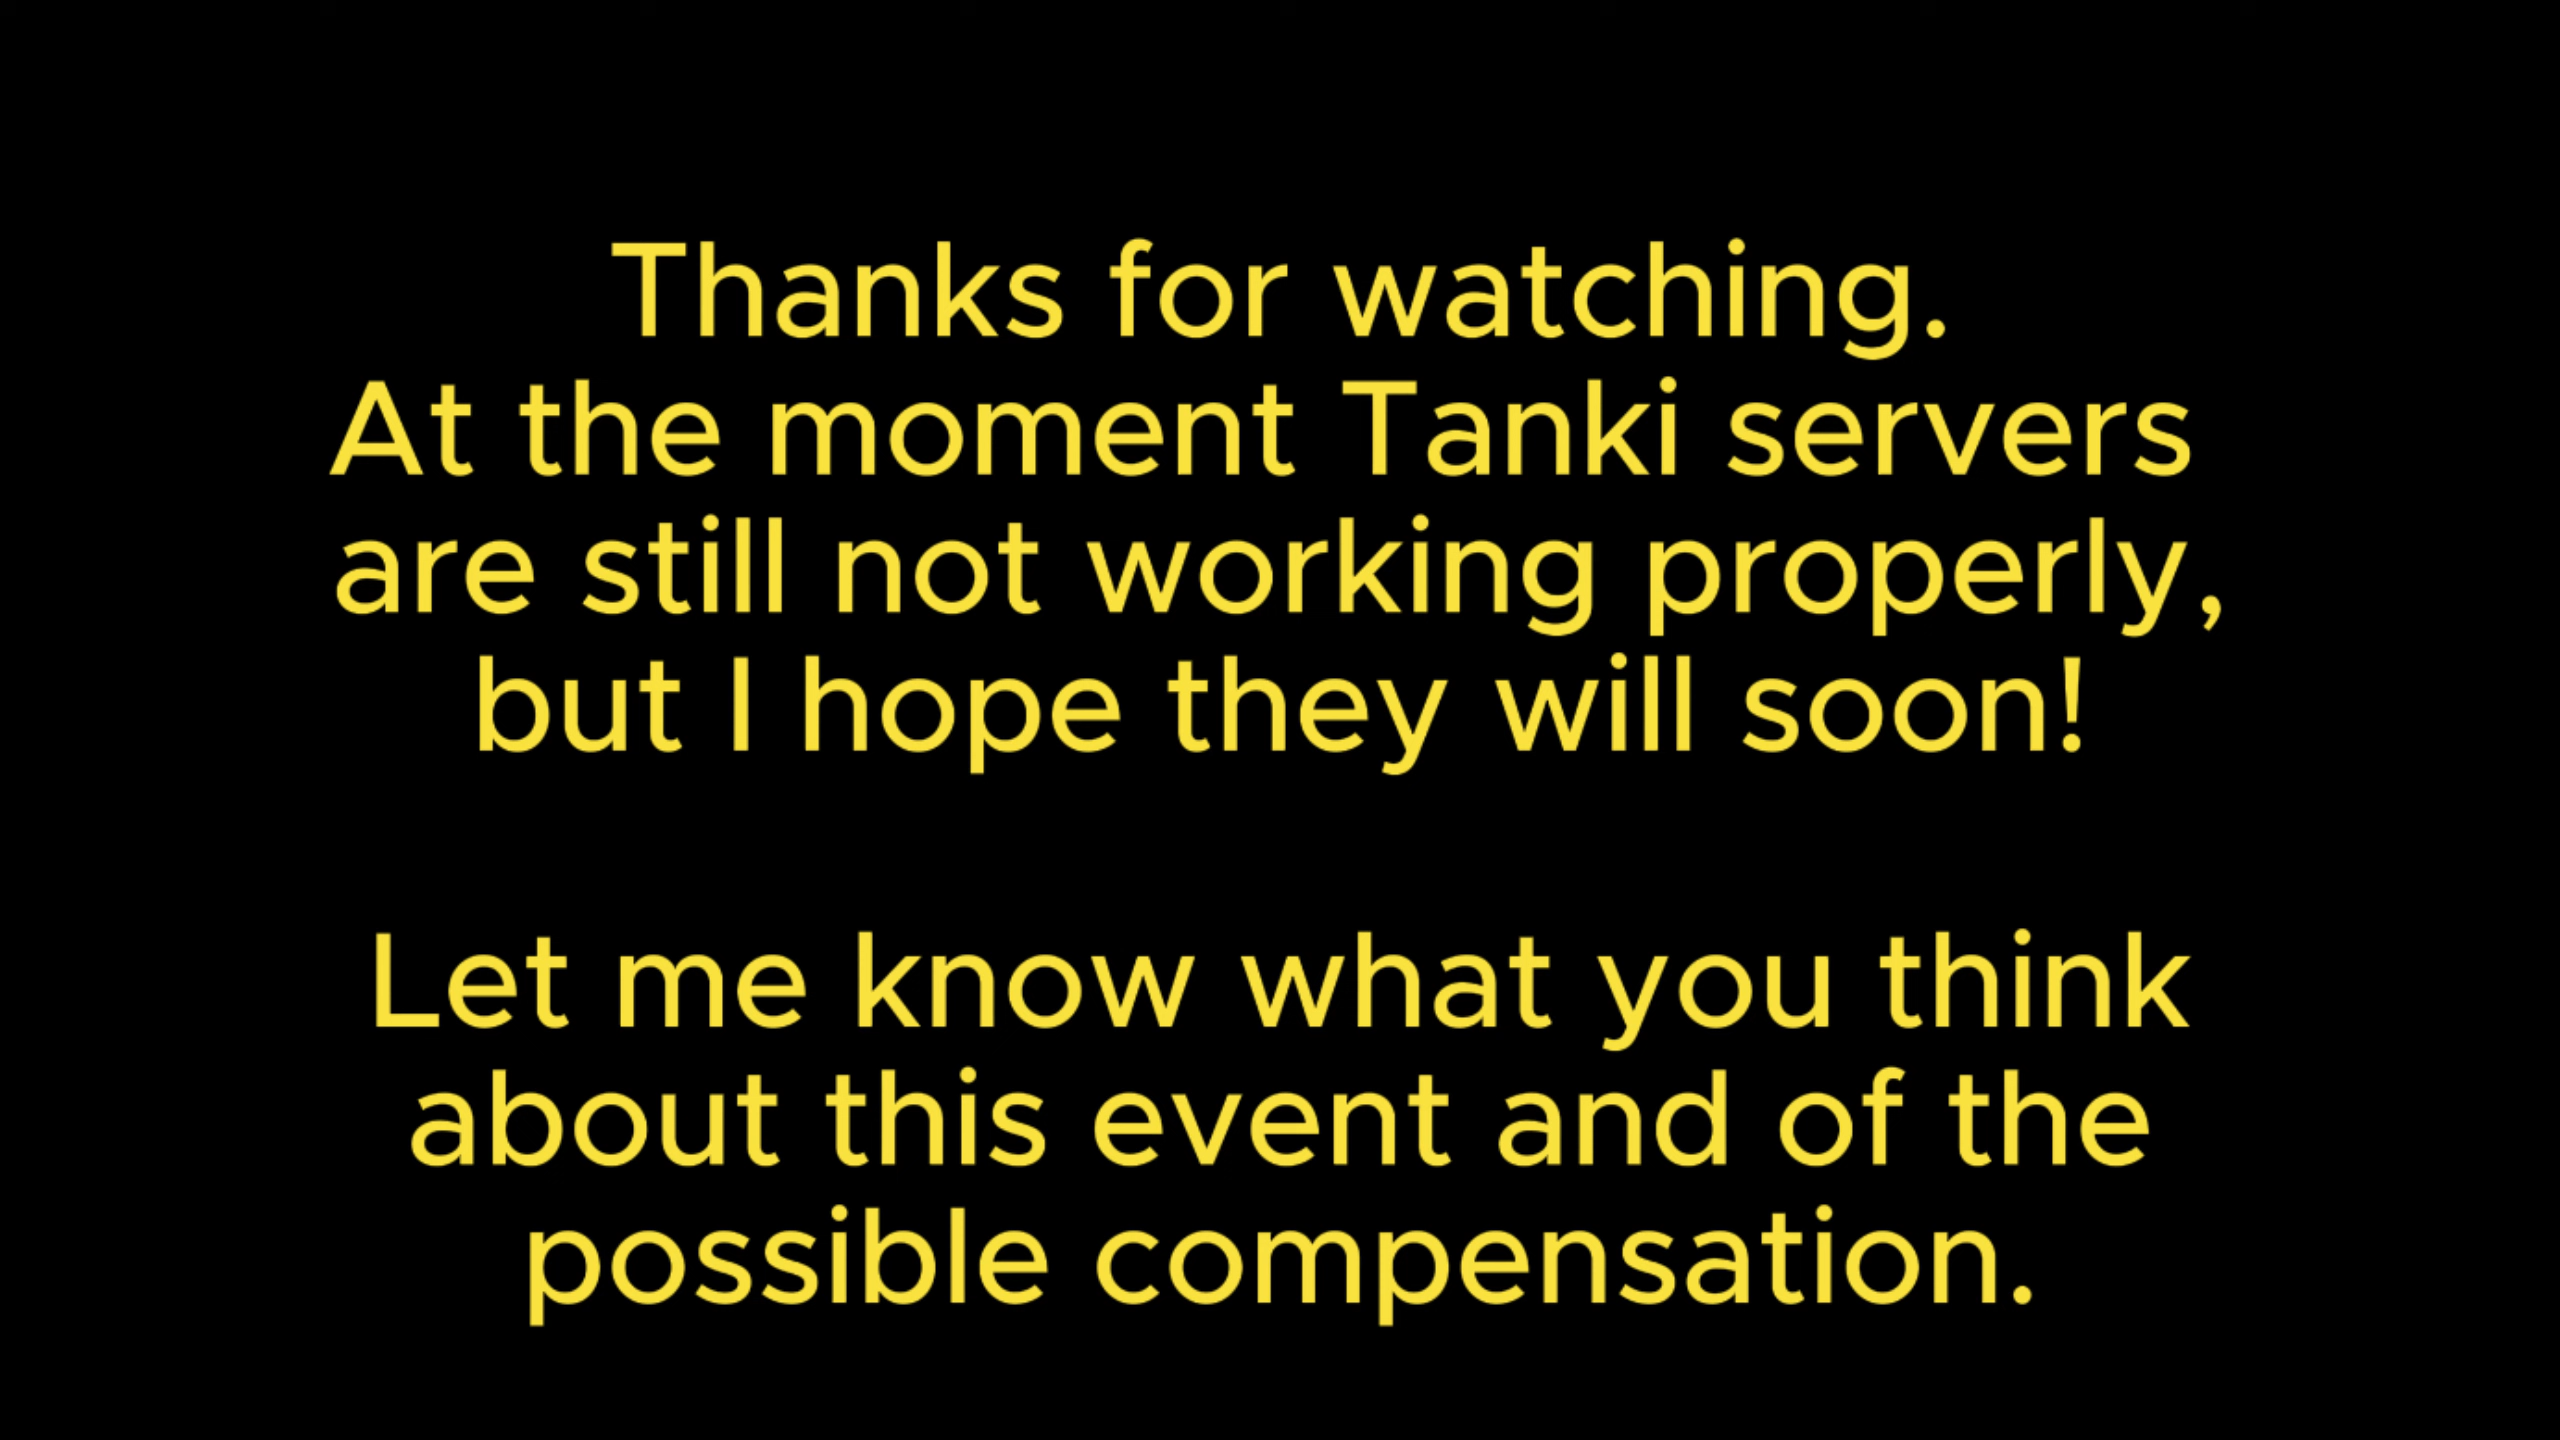 Thanks for watching.
At the moment Tanki servers
are still not working properly,
but I hope they will soon!
Let me know what you think
about this event and of the
possible compensation.